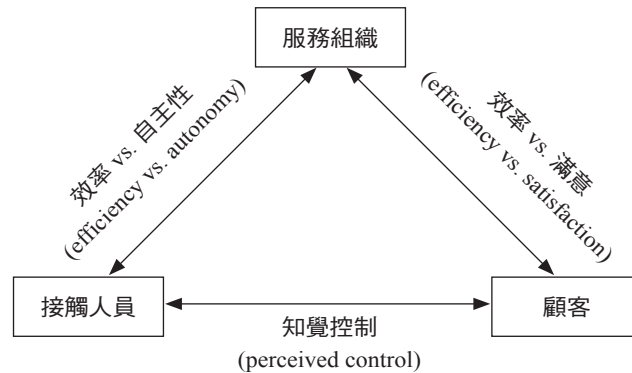 服務組織
效率 vs. 自主性
(efficiency vs. autonomy)
效率 vs. 滿意
(efficiency vs. satisfaction)
接觸人員
知覺控制
(perceived control)
顧客